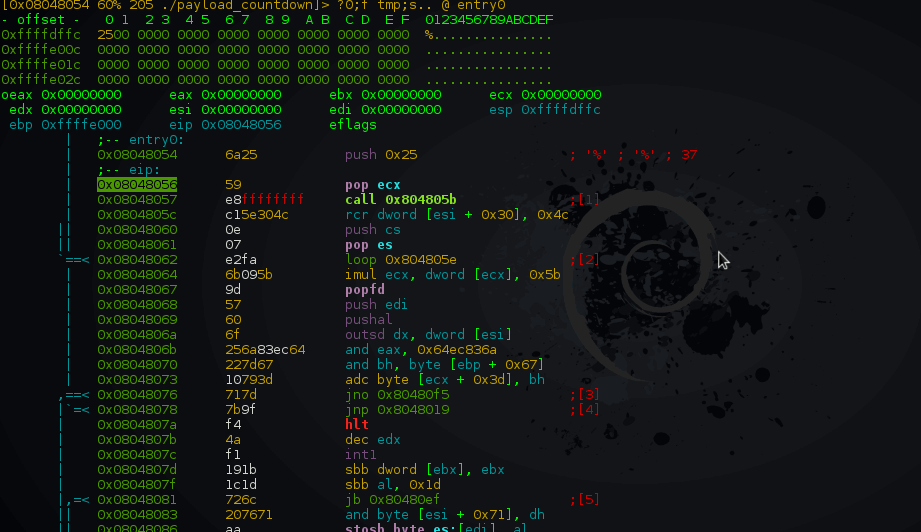 [0x08048054 60% 205 ./payload_countdown]> ?0;f tmp;s.. @ entry0
- offset -   0 1  2 3  4 5  6 7  8 9  A B  C D  E F  0123456789ABCDEF
0xffffdffc  2500 0000 0000 0000 0000 0000 0000 0000  %...............
0xffffe00c  0000 0000 0000 0000 0000 0000 0000 0000  ................
0xffffe01c  0000 0000 0000 0000 0000 0000 0000 0000  ................
0xffffe02c  0000 0000 0000 0000 0000 0000 0000 0000  ................
oeax 0x00000000      eax 0x00000000      ebx 0x00000000      ecx 0x00000000
edx 0x00000000      esi 0x00000000      edi 0x00000000      esp 0xffffdffc
ebp 0xffffe000      eip 0x08048056      eflags
|   ;-- entry0:
|   0x08048054      6a25           push 0x25                   ; '%' ; '%' ; 37
|   ;-- eip:
|   0x08048056      59             pop ecx
|   0x08048057      e8ffffffff     call 0x804805b              ;[1]
|   0x0804805c      c15e304c       rcr dword [esi + 0x30], 0x4c
||   0x08048060      0e             push cs
||   0x08048061      07             pop es
`==< 0x08048062      e2fa           loop 0x804805e              ;[2]
|   0x08048064      6b095b         imul ecx, dword [ecx], 0x5b
|   0x08048067      9d             popfd
|   0x08048068      57             push edi
|   0x08048069      60             pushal
|   0x0804806a      6f             outsd dx, dword [esi]
|   0x0804806b      256a83ec64     and eax, 0x64ec836a
|   0x08048070      227d67         and bh, byte [ebp + 0x67]
|   0x08048073      10793d         adc byte [ecx + 0x3d], bh
,==< 0x08048076      717d           jno 0x80480f5               ;[3]
|`=< 0x08048078      7b9f           jnp 0x8048019               ;[4]
|   0x0804807a      f4             hlt
|   0x0804807b      4a             dec edx
|   0x0804807c      f1             int1
|   0x0804807d      191b           sbb dword [ebx], ebx
|   0x0804807f      1c1d           sbb al, 0x1d
|,=< 0x08048081      726c           jb 0x80480ef                ;[5]
||   0x08048083      207671         and byte [esi + 0x71], dh
||   0x08048086      aa             stosb byte es:[edi], al